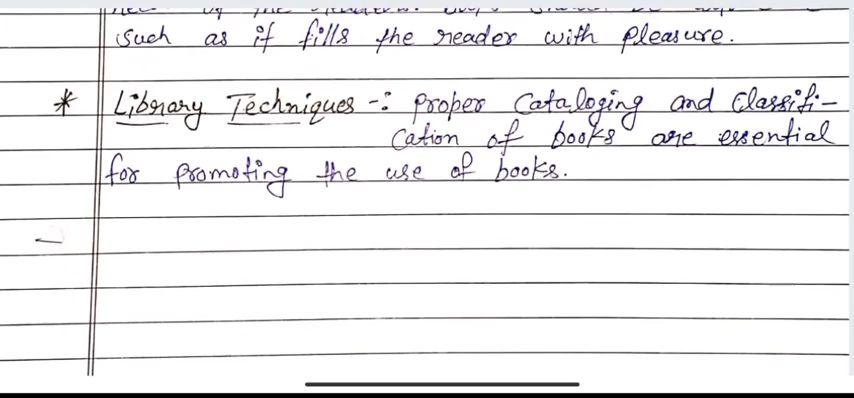 such as if fills the reader with pleasure.
* Library Techniques -: Proper Cataloging and Classifi-
cation of books are essential
for promoting the use of books.